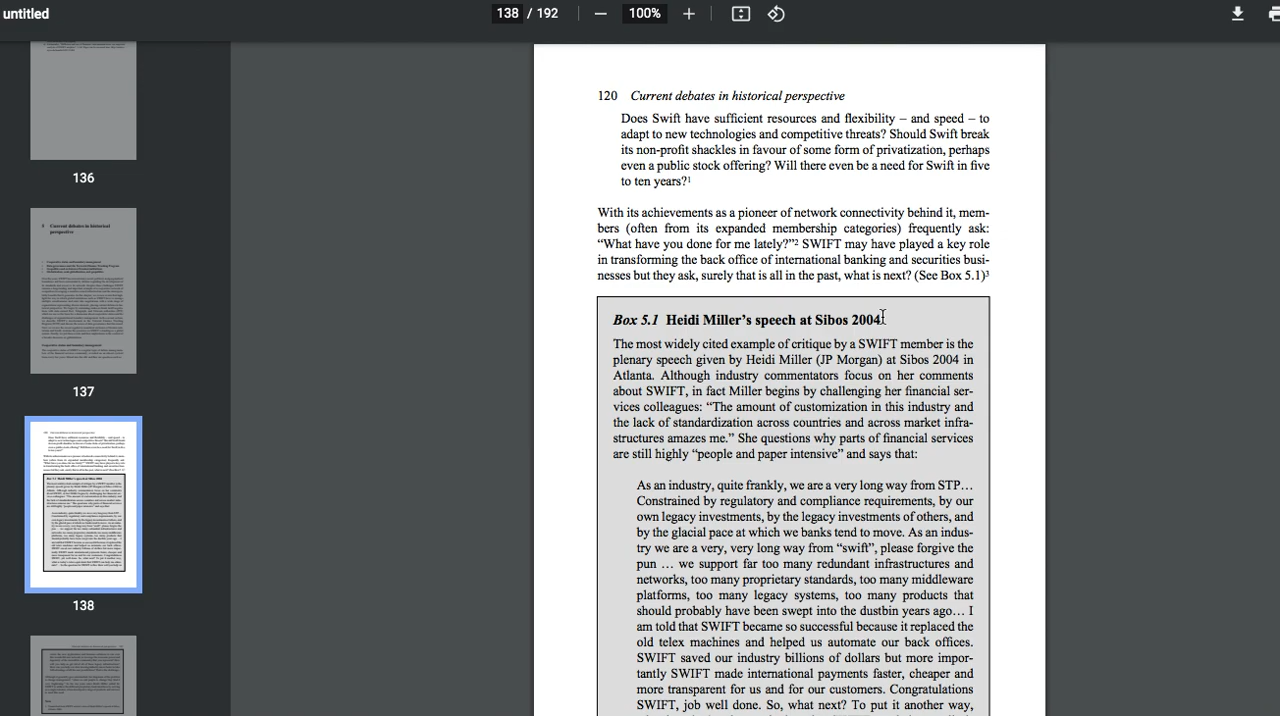 untitled
138 / 192
100%
136
137
138
120 Current debates in historical perspective
Does Swift have sufficient resources and flexibility – and speed – to
adapt to new technologies and competitive threats? Should Swift break
its non-profit shackles in favour of some form of privatization, perhaps
even a public stock offering? Will there even be a need for Swift in five
to ten years?1
With its achievements as a pioneer of network connectivity behind it, mem-
bers (often from its expanded membership categories) frequently ask:
“What have you done for me lately?”2 SWIFT may have played a key role
in transforming the back office of international banking and securities busi-
nesses but they ask, surely that is all in the past, what is next? (See Box 5.1)3
Box 5.1 Heidi Miller’s speech at Sibos 2004
The most widely cited external critique by a SWIFT member is the
plenary speech given by Heidi Miller (JP Morgan) at Sibos 2004 in
Atlanta. Although industry commentators focus on her comments
about SWIFT, in fact Miller begins by challenging her financial ser-
vices colleagues: “The amount of customization in this industry and
the lack of standardization across countries and across market infra-
structures amazes me.” She asks why parts of financial services
are still highly “people and paper intensive” and says that:
As an industry, quite frankly, we are a very long way from STP…
Constrained by regulatory and compliance requirements, by our
own legacy investments, by the legacy investments of others, and
by the glacial pace at which we banks tend to move. As an indus-
try we are a very, very long way from “swift”, please forgive the
pun … we support far too many redundant infrastructures and
networks, too many proprietary standards, too many middleware
platforms, too many legacy systems, too many products that
should probably have been swept into the dustbin years ago… I
am told that SWIFT became so successful because it replaced the
old telex machines and helped us automate our back offices.
SWIFT saved our industry billions of dollars but more impor-
tantly SWIFT made international payments faster, cheaper and
more transparent for us and for our customers. Congratulations
SWIFT, job well done. So, what next? To put it another way,